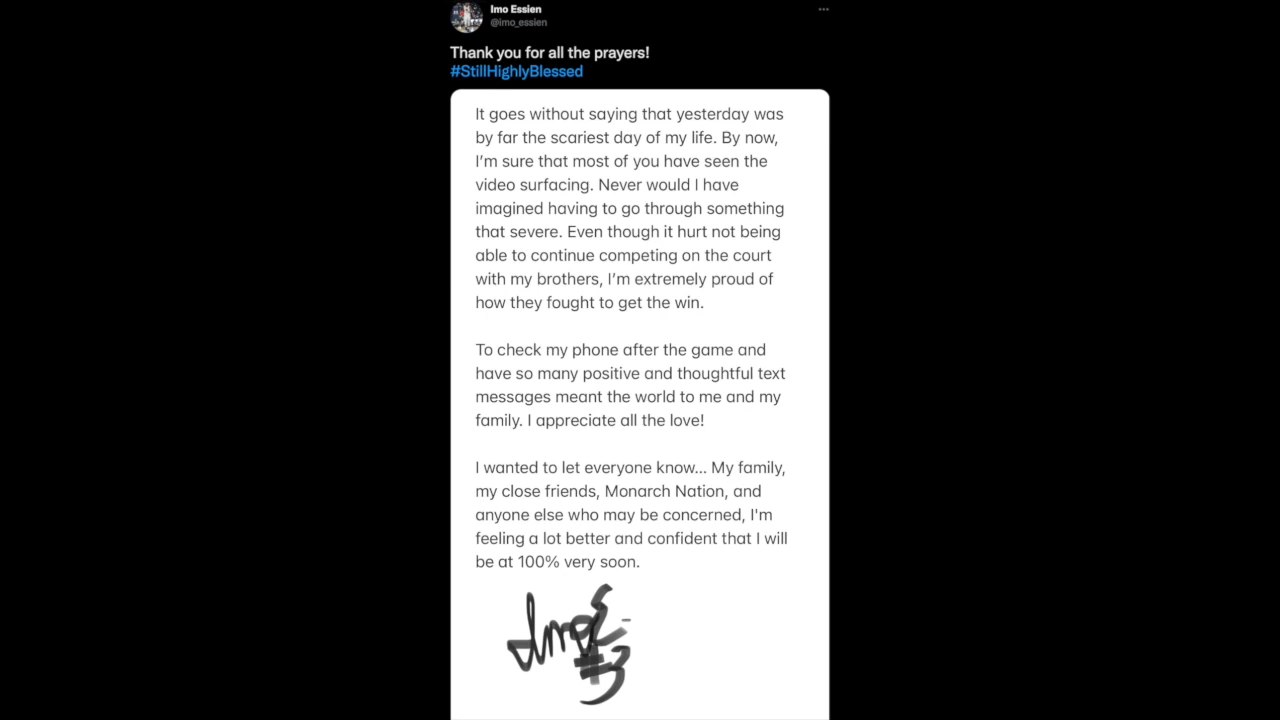 Imo Essien
@imo_essien
Thank you for all the prayers!
#StillHighlyBlessed
It goes without saying that yesterday was
by far the scariest day of my life. By now,
I'm sure that most of you have seen the
video surfacing. Never would I have
imagined having to go through something
that severe. Even though it hurt not being
able to continue competing on the court
with my brothers, I'm extremely proud of
how they fought to get the win.
To check my phone after the game and
have so many positive and thoughtful text
messages meant the world to me and my
family. I appreciate all the love!
I wanted to let everyone know... My family,
my close friends, Monarch Nation, and
anyone else who may be concerned, I'm
feeling a lot better and confident that I will
be at 100% very soon.
Imo E
#3